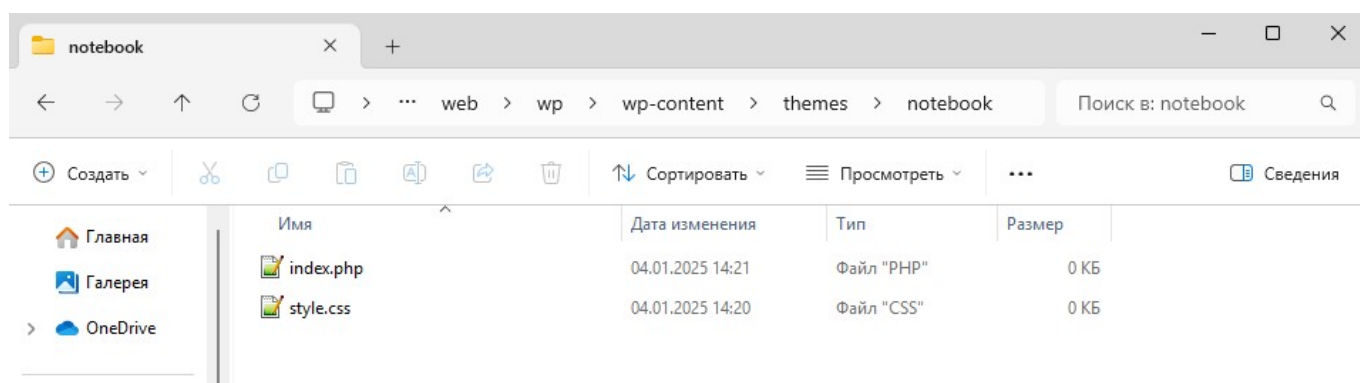 notebook
web > wp > wp-content > themes > notebook
Поиск в: notebook
Создать
Сортировать
Просмотреть
...
Сведения
Главная
Галерея
OneDrive
Имя Дата изменения Тип Размер
index.php 04.01.2025 14:21 Файл "PHP" 0 КБ
style.css 04.01.2025 14:20 Файл "CSS" 0 КБ